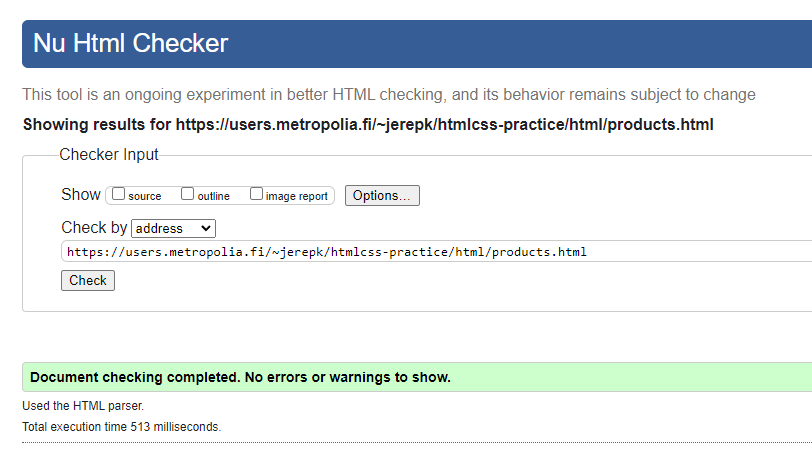 Nu Html Checker
This tool is an ongoing experiment in better HTML checking, and its behavior remains subject to change
Showing results for https://users.metropolia.fi/~jerepk/htmlcss-practice/html/products.html
Checker Input
Show source outline image report Options...
Check by address
https://users.metropolia.fi/~jerepk/htmlcss-practice/html/products.html
Check
Document checking completed. No errors or warnings to show.
Used the HTML parser.
Total execution time 513 milliseconds.